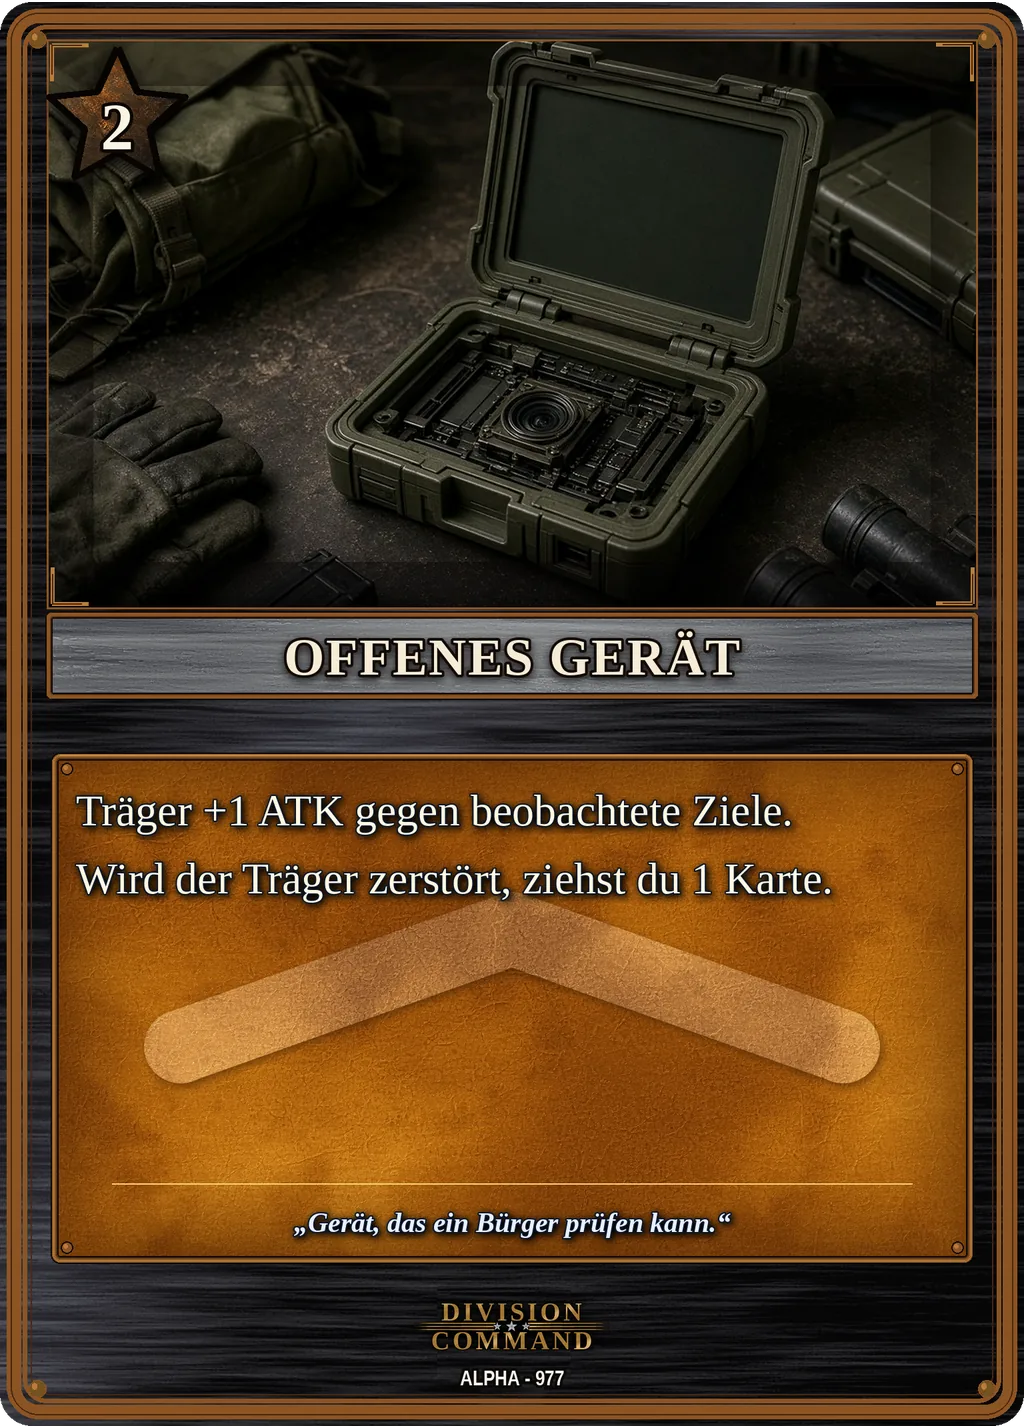 2
OFFENES GERÄT
Träger +1 ATK gegen beobachtete Ziele.
Wird der Träger zerstört, ziehst du 1 Karte.
„Gerät, das ein Bürger prüfen kann.“
DIVISION
COMMAND
ALPHA - 977